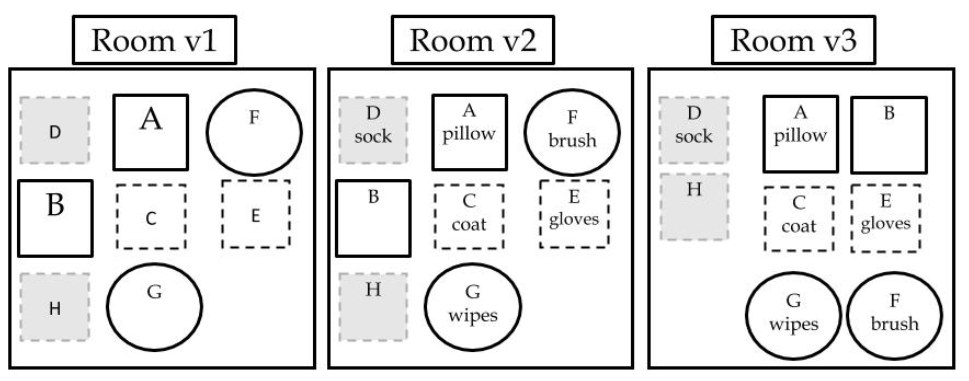 Room v1
D
A
F
B
C
E
H
G
Room v2
D
sock
A
pillow
F
brush
B
C
coat
E
gloves
H
G
wipes
Room v3
D
sock
A
pillow
B
H
C
coat
E
gloves
G
wipes
F
brush